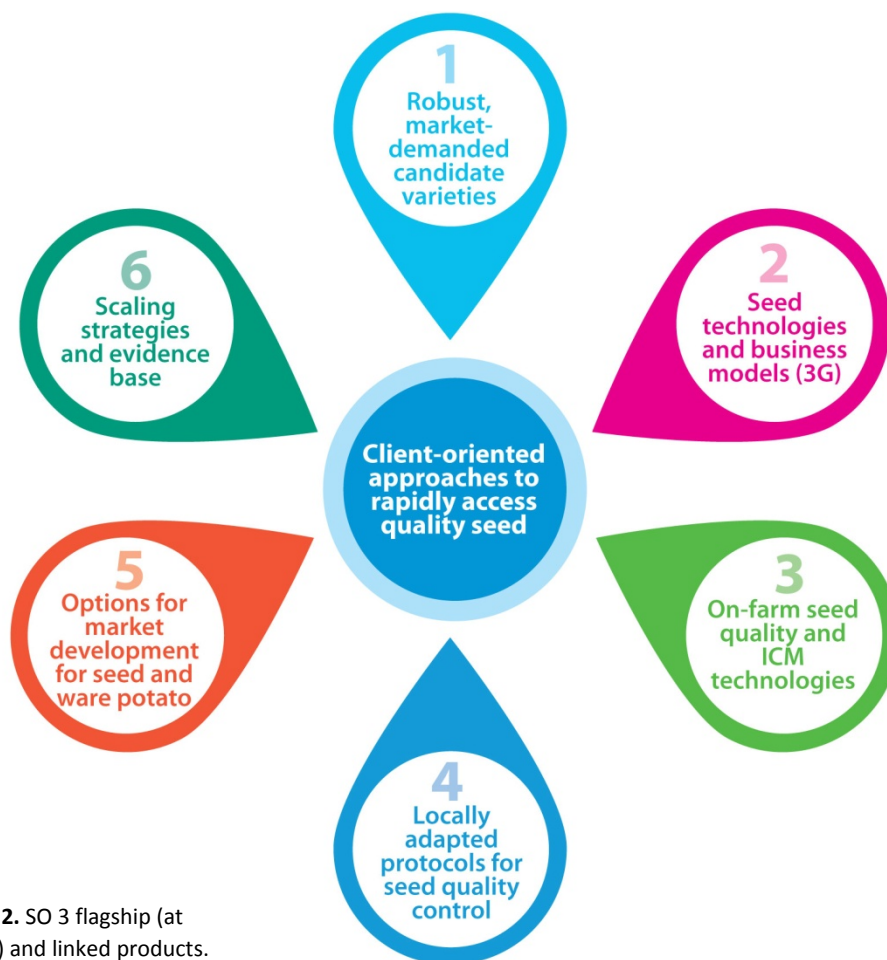 1
Robust,
market-
demanded
candidate
varieties
2
Seed
technologies
and business
models (3G)
3
On-farm seed
quality and
ICM
technologies
4
Locally
adapted
protocols for
seed quality
control
5
Options for
market
development
for seed and
ware potato
6
Scaling
strategies
and evidence
base
Client-oriented
approaches to
rapidly access
quality seed
2. SO 3 flagship (at
) and linked products.